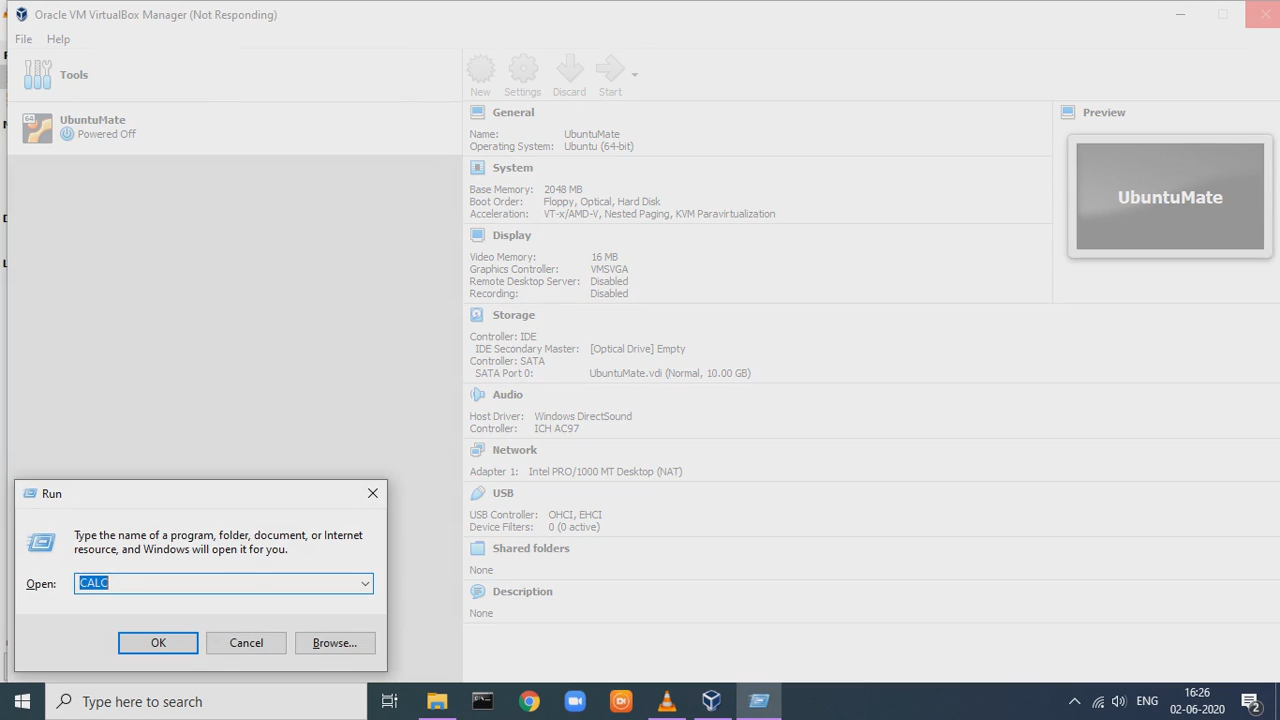 Oracle VM VirtualBox Manager (Not Responding)
File Help
Tools
New Settings Discard Start
64 UbuntuMate
Powered Off
General
Name: UbuntuMate
Operating System: Ubuntu (64-bit)
Preview
UbuntuMate
System
Base Memory: 2048 MB
Boot Order: Floppy, Optical, Hard Disk
Acceleration: VT-x/AMD-V, Nested Paging, KVM Paravirtualization
Display
Video Memory: 16 MB
Graphics Controller: VMSVGA
Remote Desktop Server: Disabled
Recording: Disabled
Storage
Controller: IDE
IDE Secondary Master: [Optical Drive] Empty
Controller: SATA
SATA Port 0: UbuntuMate.vdi (Normal, 10.00 GB)
Audio
Host Driver: Windows DirectSound
Controller: ICH AC97
Network
Adapter 1: Intel PRO/1000 MT Desktop (NAT)
USB
USB Controller: OHCI, EHCI
Device Filters: 0 (0 active)
Shared folders
None
Description
None
Run
Type the name of a program, folder, document, or Internet
resource, and Windows will open it for you.
Open: CALC
OK Cancel Browse...
Type here to search
ENG
16:26
02-06-2020
2